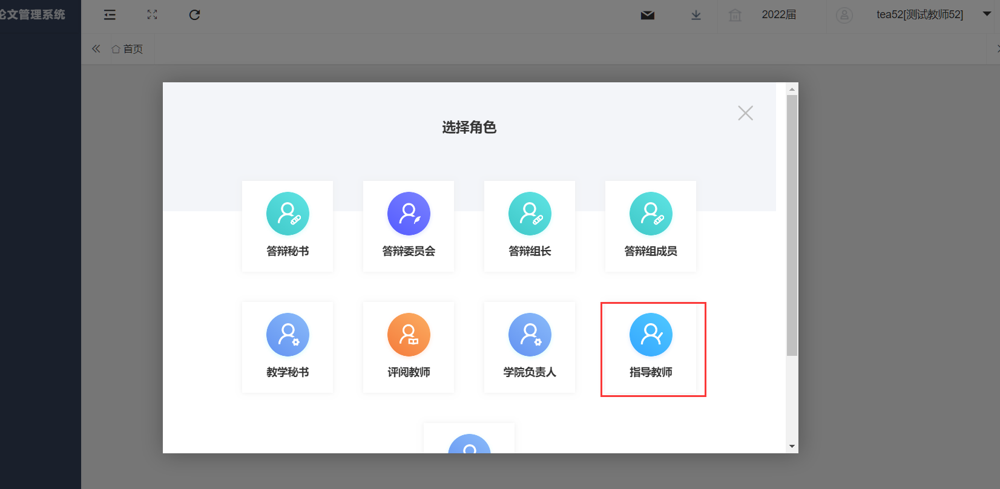 论文管理系统
2022届
tea52[测试教师52]
首页
选择角色
答辩秘书
答辩委员会
答辩组长
答辩组成员
教学秘书
评阅教师
学院负责人
指导教师